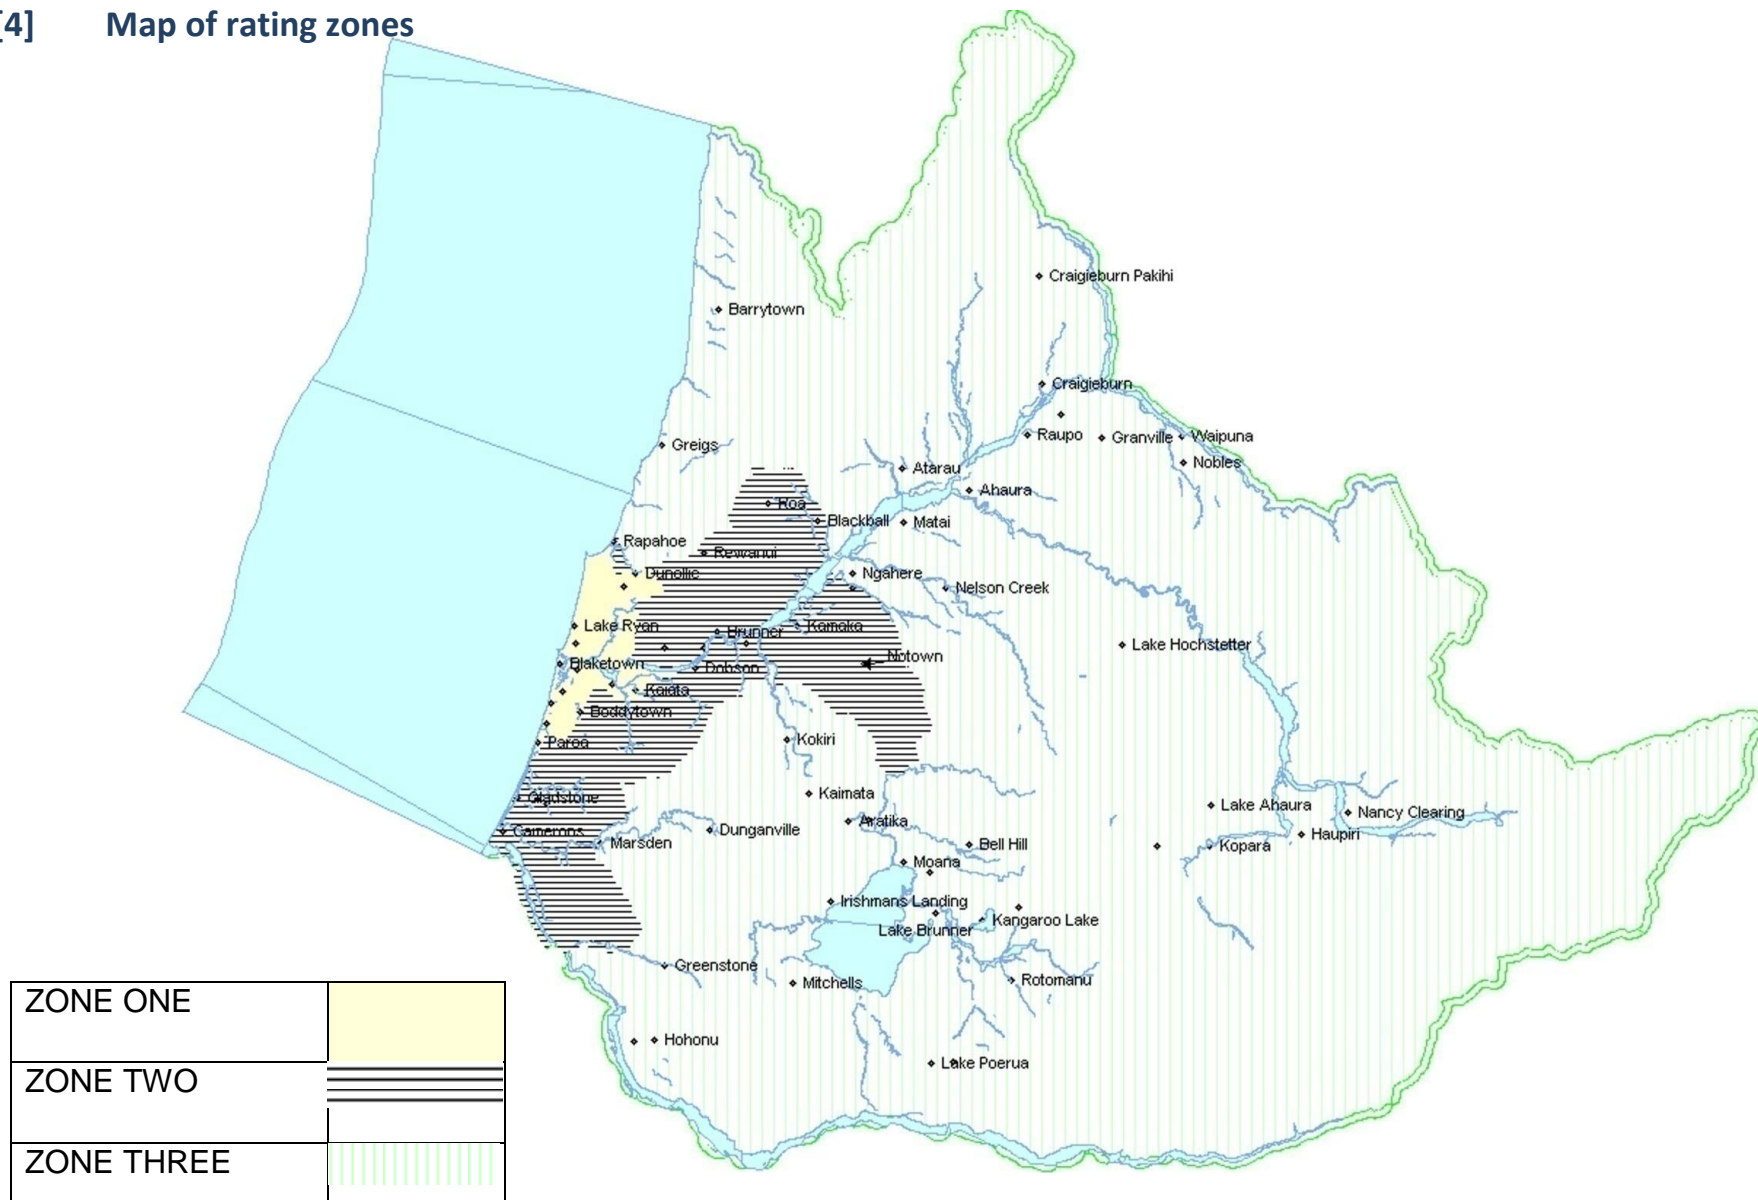 [4] Map of rating zones
Craigieburn Pakihi
Barrytown
Craigieburn
Greigs
Raupo
Granville
Waipuna
Nobles
Atarau
Ahaura
Roa
Blackball
Matai
Rapahoe
Rewanui
Dunollie
Ngahere
Nelson Creek
Lake Ryan
Brunner
Kamaka
Lake Hochstetter
Blaketown
Dobson
Notown
Kaiata
Boddytown
Paroa
Kokiri
Gladstone
Kaimata
Lake Ahaura
Nancy Clearing
Camerons
Marsden
Dunganville
Aratika
Haupiri
Bell Hill
Kopara
Moana
Irishmans Landing
Kangaroo Lake
Lake Brunner
Greenstone
Mitchells
Rotomanu
Hohonu
Lake Poerua
ZONE ONE
ZONE TWO
ZONE THREE